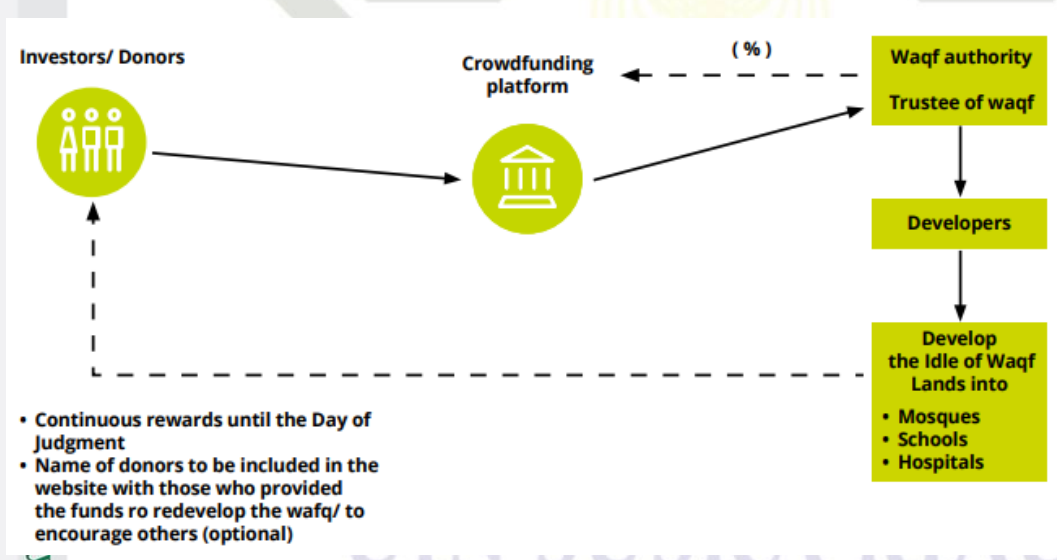 Investors/ Donors
Crowdfunding
platform
( % )
Waqf authority
Trustee of waqf
Developers
Develop
the Idle of Waqf
Lands into
• Mosques
• Schools
• Hospitals
• Continuous rewards until the Day of
Judgment
• Name of donors to be included in the
website with those who provided
the funds ro redevelop the wafq/ to
encourage others (optional)